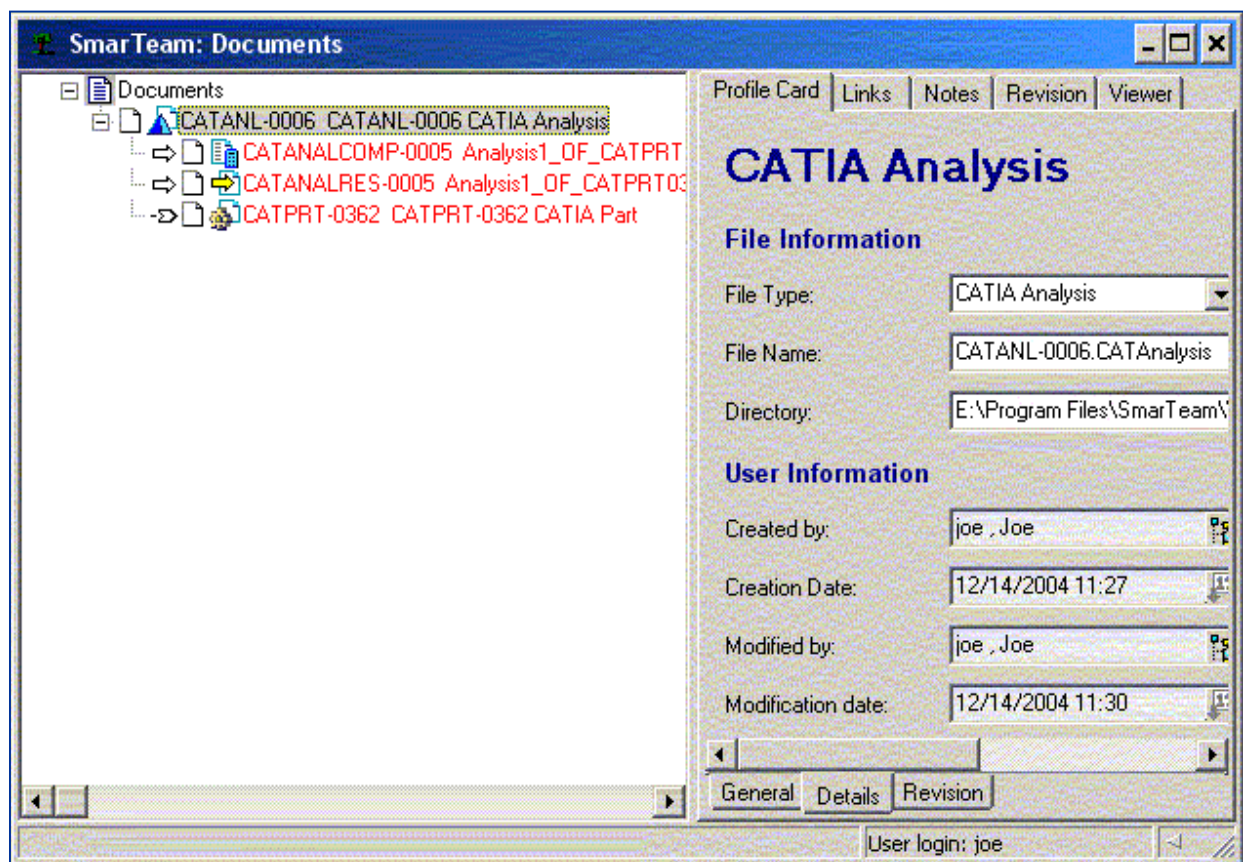 SmarTeam: Documents
Documents
CATANL-0006 CATANL-0006 CATIA Analysis
CATANALCOMP-0005 Analysis1_OF_CATPRT
CATANALRES-0005 Analysis1_OF_CATPRT03
CATPRT-0362 CATPRT-0362 CATIA Part
Profile Card Links Notes Revision Viewer
CATIA Analysis
File Information
File Type: CATIA Analysis
File Name: CATANL-0006.CATAnalysis
Directory: E:\Program Files\SmarTeam\
User Information
Created by: joe , Joe
Creation Date: 12/14/2004 11:27
Modified by: joe , Joe
Modification date: 12/14/2004 11:30
General Details Revision
User login: joe